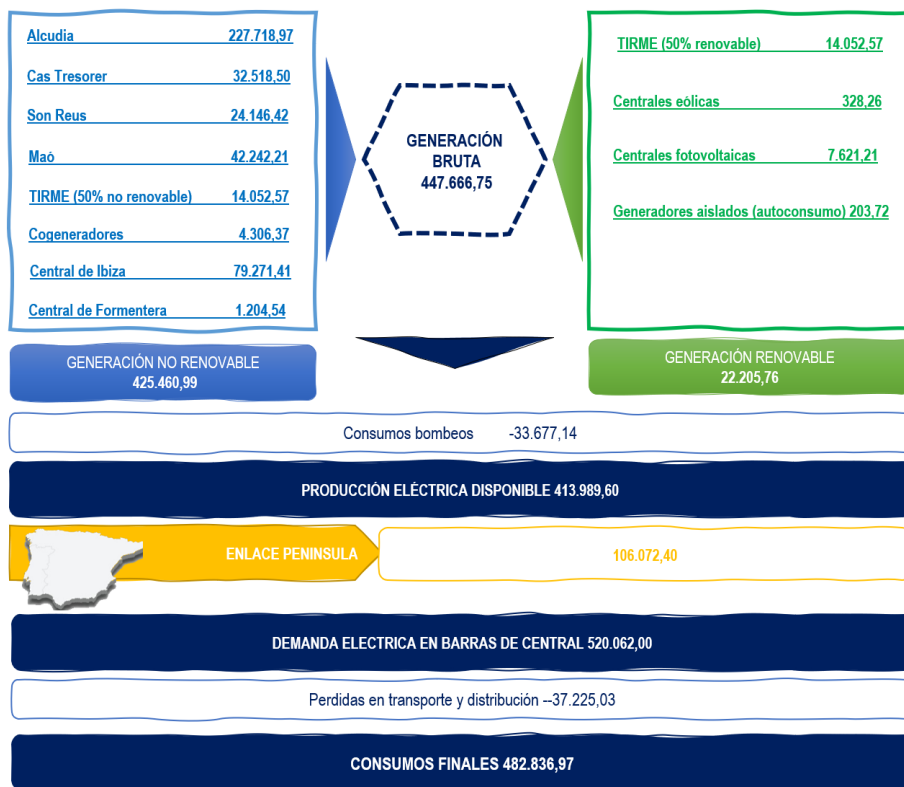 Alcudia 227.718,97
Cas Tresorer 32.518,50
Son Reus 24.146,42
Maó 42.242,21
TIRME (50% no renovable) 14.052,57
Cogeneradores 4.306,37
Central de Ibiza 79.271,41
Central de Formentera 1.204,54
GENERACIÓN NO RENOVABLE
425.460,99
GENERACIÓN
BRUTA
447.666,75
TIRME (50% renovable) 14.052,57
Centrales eólicas 328,26
Centrales fotovoltaicas 7.621,21
Generadores aislados (autoconsumo) 203,72
GENERACIÓN RENOVABLE
22.205,76
Consumos bombeos -33.677,14
PRODUCCIÓN ELÉCTRICA DISPONIBLE 413.989,60
ENLACE PENINSULA 106.072,40
DEMANDA ELECTRICA EN BARRAS DE CENTRAL 520.062,00
Perdidas en transporte y distribución --37.225,03
CONSUMOS FINALES 482.836,97